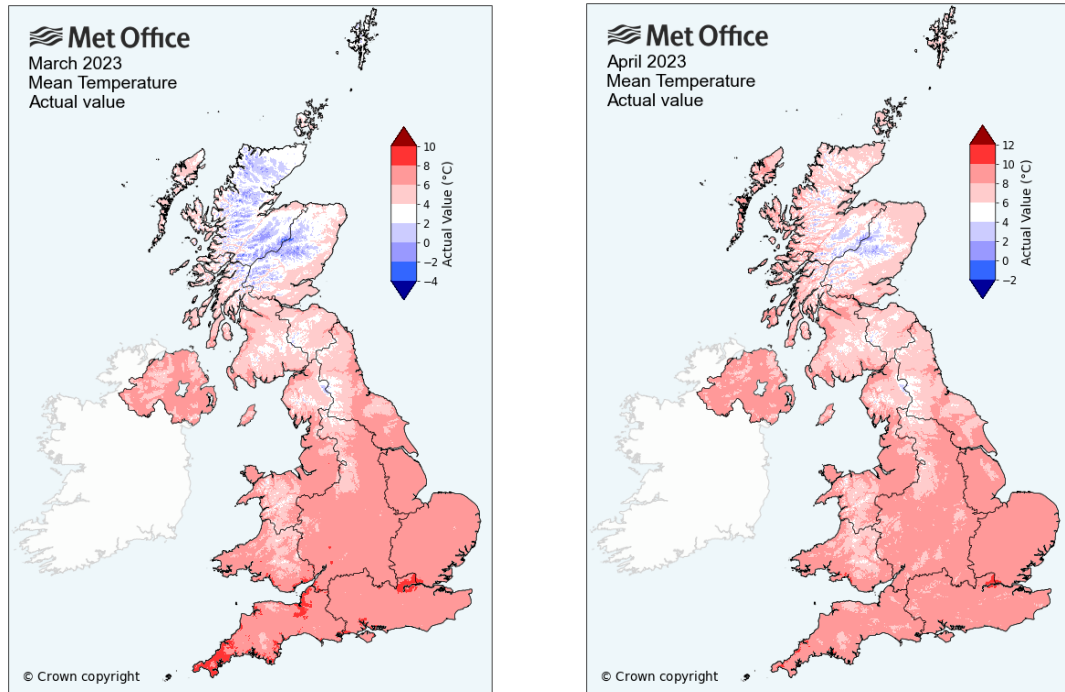 Met Office
March 2023
Mean Temperature
Actual value
10
8
6
4
2
0
−2
−4
Actual Value (°C)
© Crown copyright
Met Office
April 2023
Mean Temperature
Actual value
12
10
8
6
4
2
0
−2
Actual Value (°C)
© Crown copyright